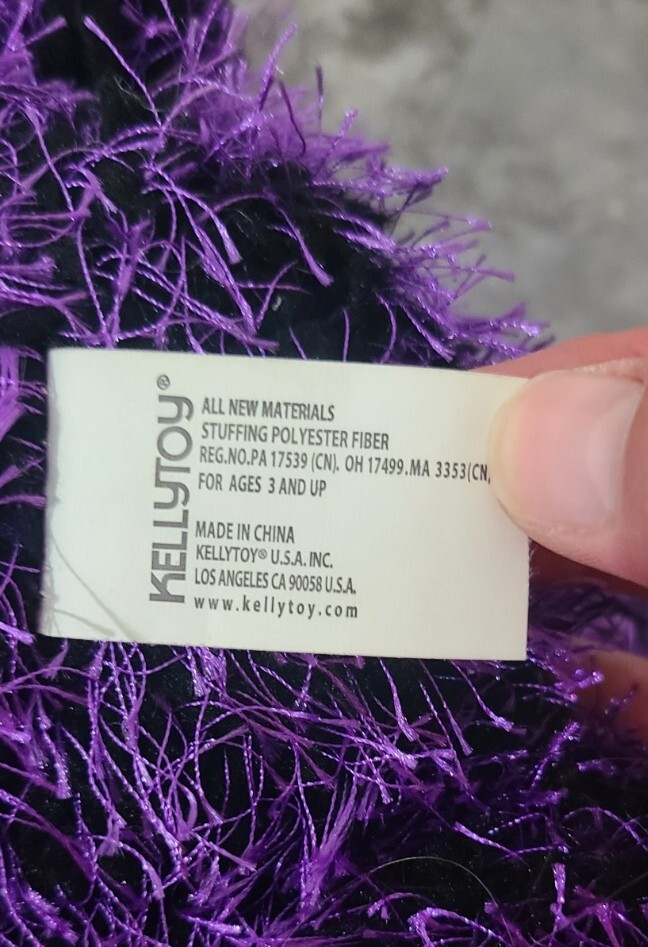 KELLYTOY®
ALL NEW MATERIALS
STUFFING POLYESTER FIBER
REG.NO.PA 17539 (CN). OH 17499.MA 3353(CN
FOR AGES 3 AND UP
MADE IN CHINA
KELLYTOY® U.S.A. INC.
LOS ANGELES CA 90058 U.S.A.
www.kellytoy.com